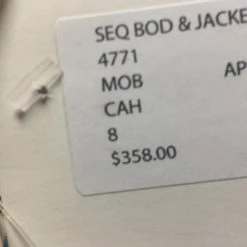 SEQ BOD & JACKE
4771
MOB AP
CAH
8
$358.00